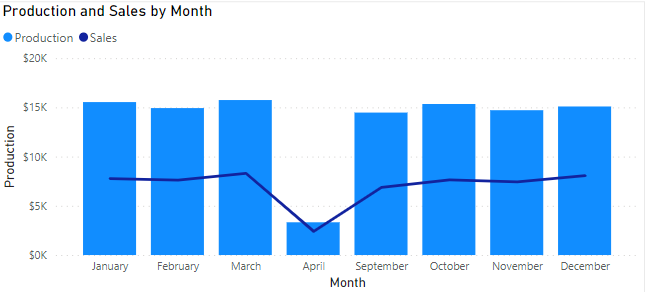 Production and Sales by Month
Production Sales
$20K
$15K
$10K
$5K
$0K
Production
January February March April September October November December
Month